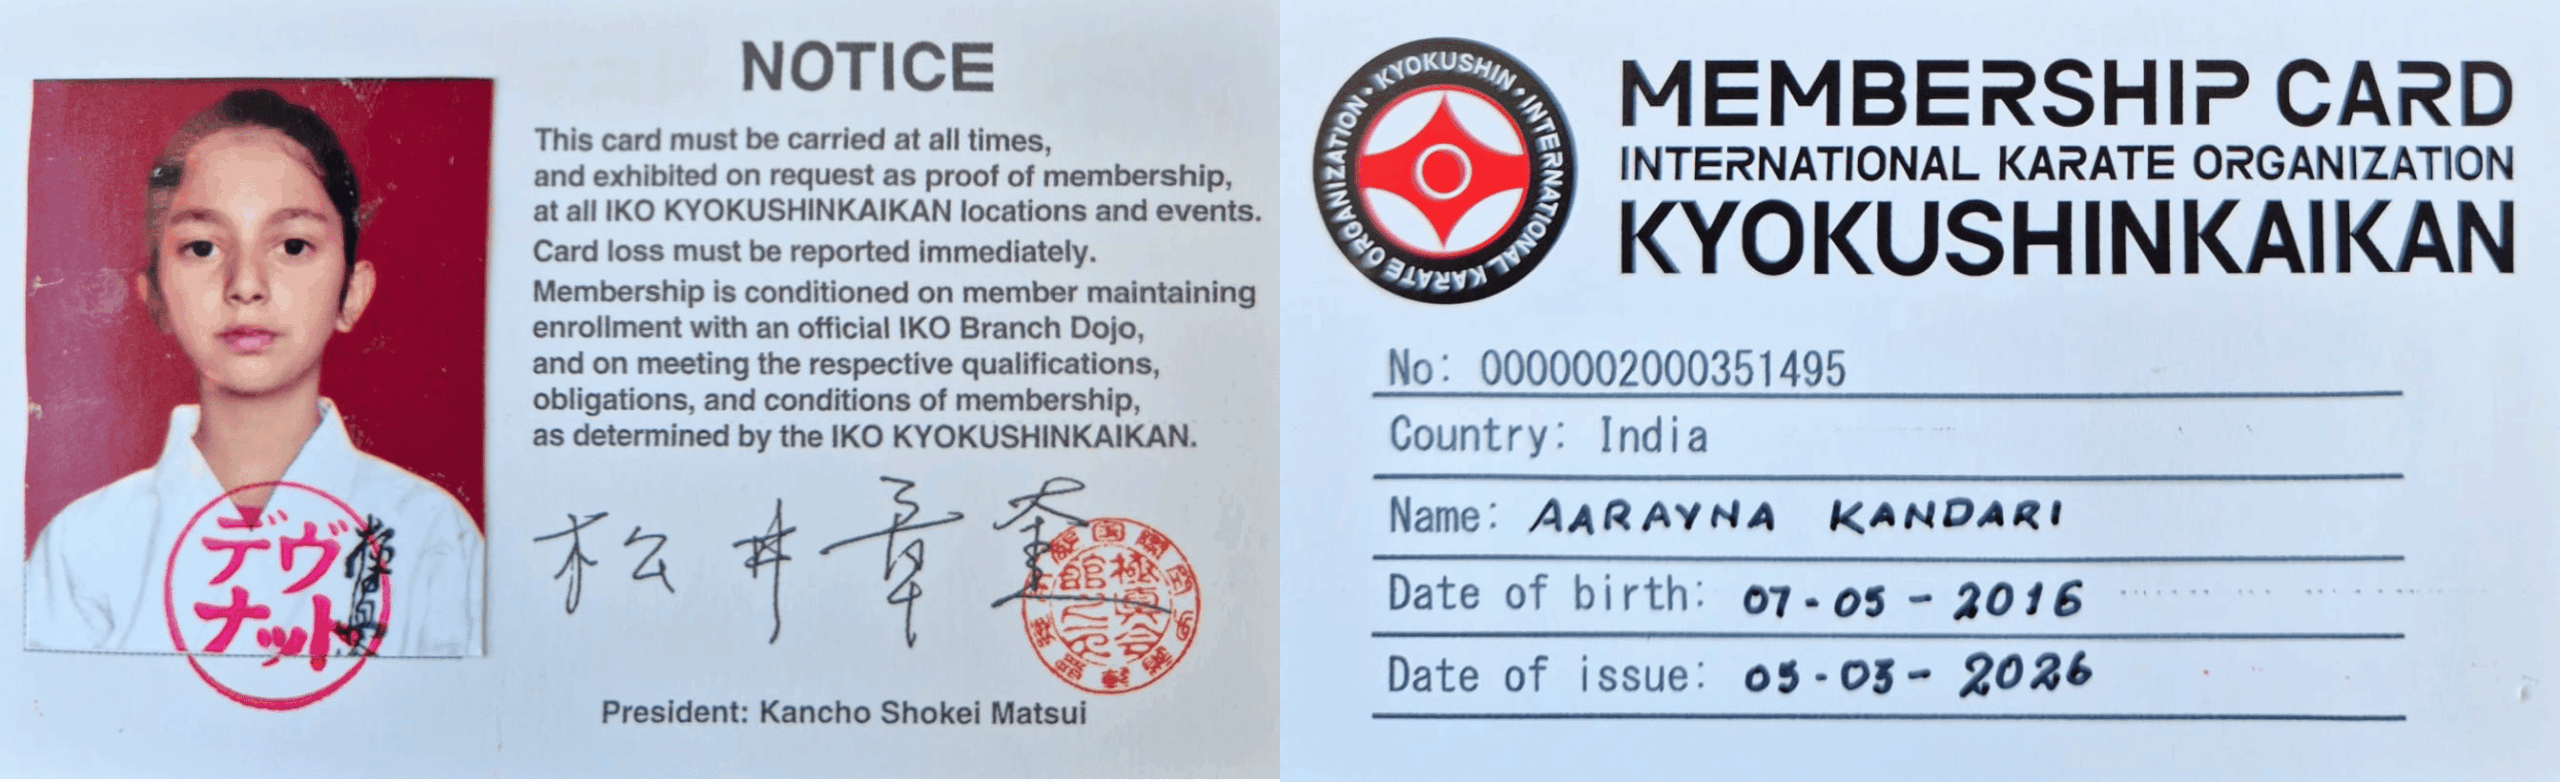 NOTICE
This card must be carried at all times,
and exhibited on request as proof of membership,
at all IKO KYOKUSHINKAIKAN locations and events.
Card loss must be reported immediately.
Membership is conditioned on member maintaining
enrollment with an official IKO Branch Dojo,
and on meeting the respective qualifications,
obligations, and conditions of membership,
as determined by the IKO KYOKUSHINKAIKAN.
松井章奎
President: Kancho Shokei Matsui
デヴ
ナット
KYOKUSHIN • INTERNATIONAL KARATE ORGANIZATION •
MEMBERSHIP CARD
INTERNATIONAL KARATE ORGANIZATION
KYOKUSHINKAIKAN
No: 0000002000351495
Country: India
Name: AARAYNA KANDARI
Date of birth: 07-05-2016
Date of issue: 05-03-2026